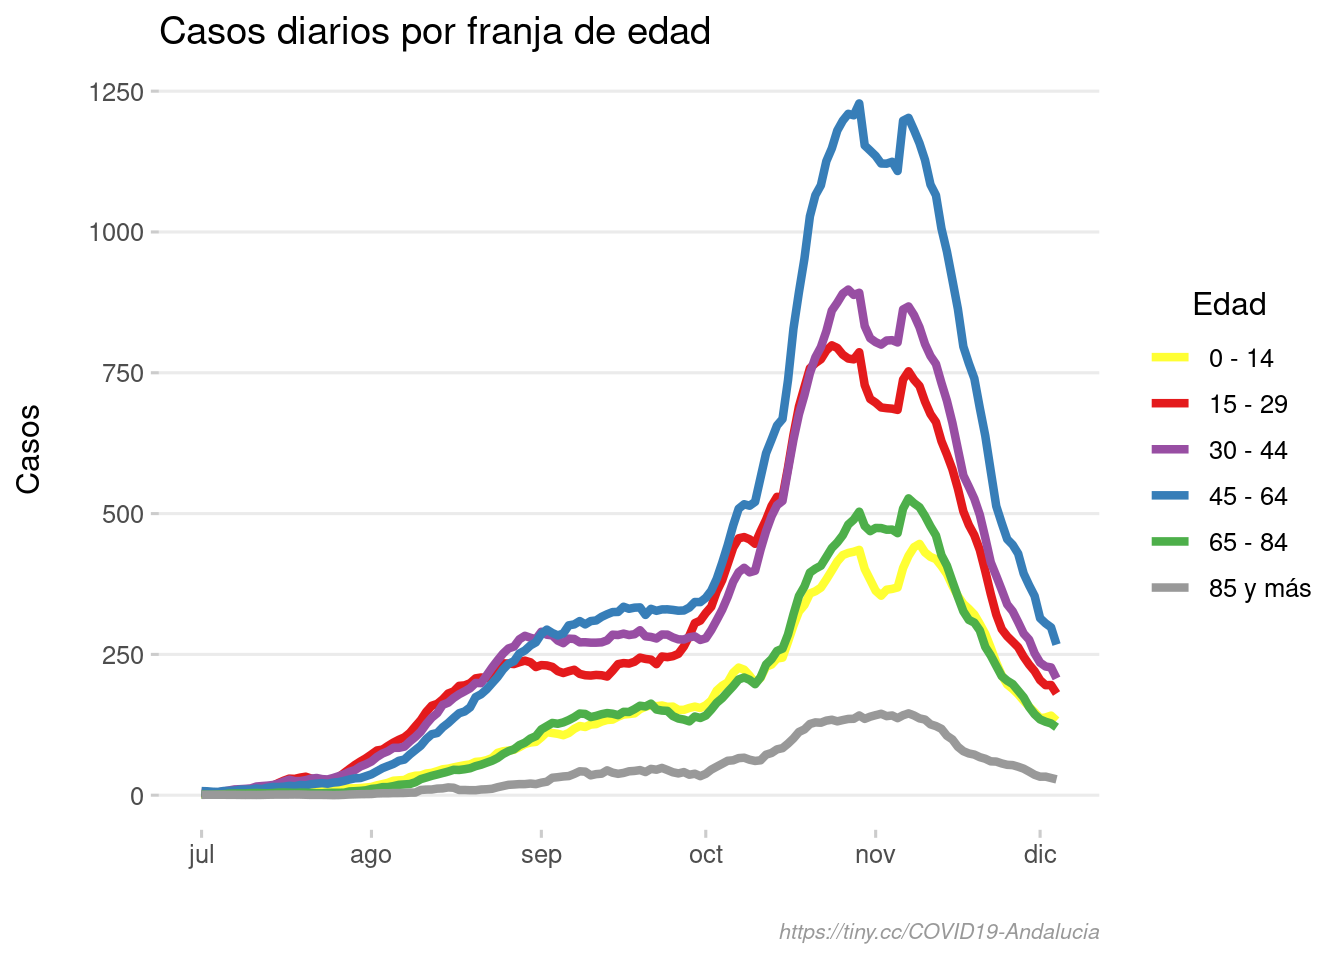 Casos diarios por franja de edad
1250
1000
750
500
250
0
Casos
jul ago sep oct nov dic
Edad
0 - 14
15 - 29
30 - 44
45 - 64
65 - 84
85 y más
https://tiny.cc/COVID19-Andalucia